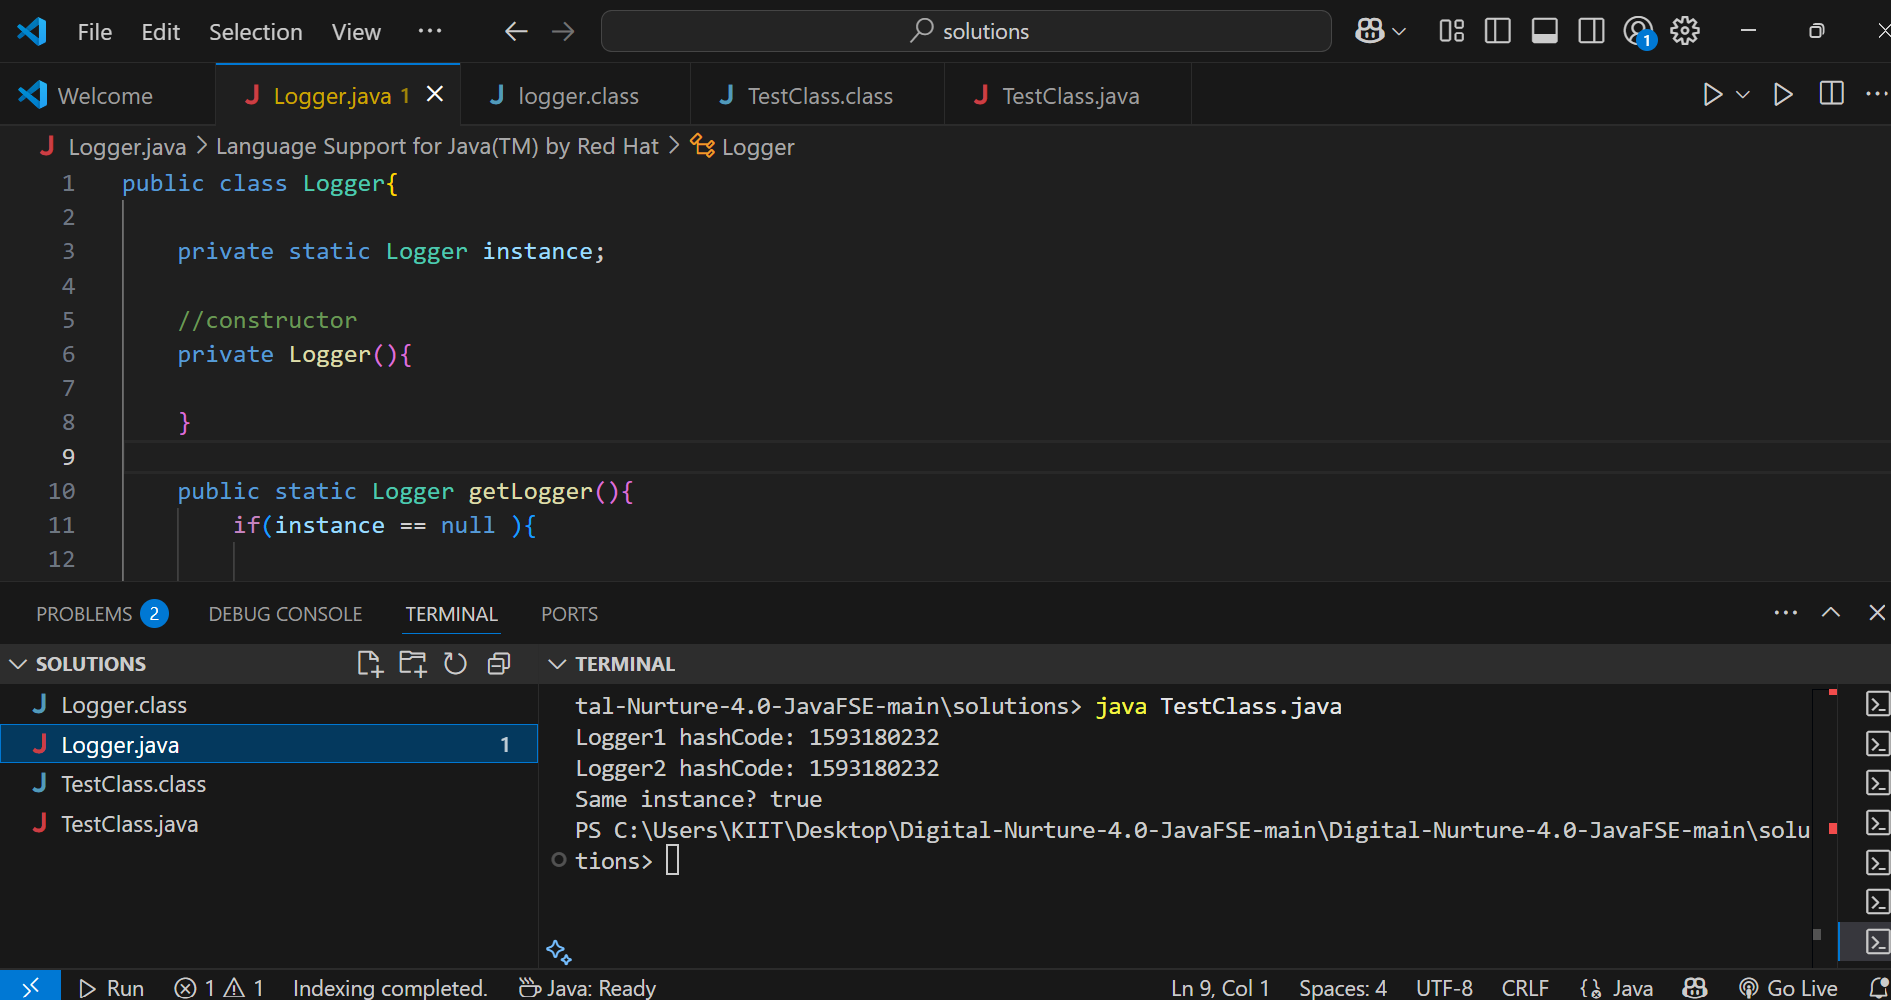 File Edit Selection View ··· solutions 1
Welcome Logger.java 1 logger.class TestClass.class TestClass.java
Logger.java > Language Support for Java(TM) by Red Hat > Logger
1 public class Logger{
2
3 private static Logger instance;
4
5 //constructor
6 private Logger(){
7
8 }
9
10 public static Logger getLogger(){
11 if(instance == null ){
12
PROBLEMS 2 DEBUG CONSOLE TERMINAL PORTS
SOLUTIONS
Logger.class
Logger.java 1
TestClass.class
TestClass.java
TERMINAL
tal-Nurture-4.0-JavaFSE-main\solutions> java TestClass.java
Logger1 hashCode: 1593180232
Logger2 hashCode: 1593180232
Same instance? true
PS C:\Users\KIIT\Desktop\Digital-Nurture-4.0-JavaFSE-main\Digital-Nurture-4.0-JavaFSE-main\solu
tions>
Run 1 1 Indexing completed. Java: Ready Ln 9, Col 1 Spaces: 4 UTF-8 CRLF Java Go Live